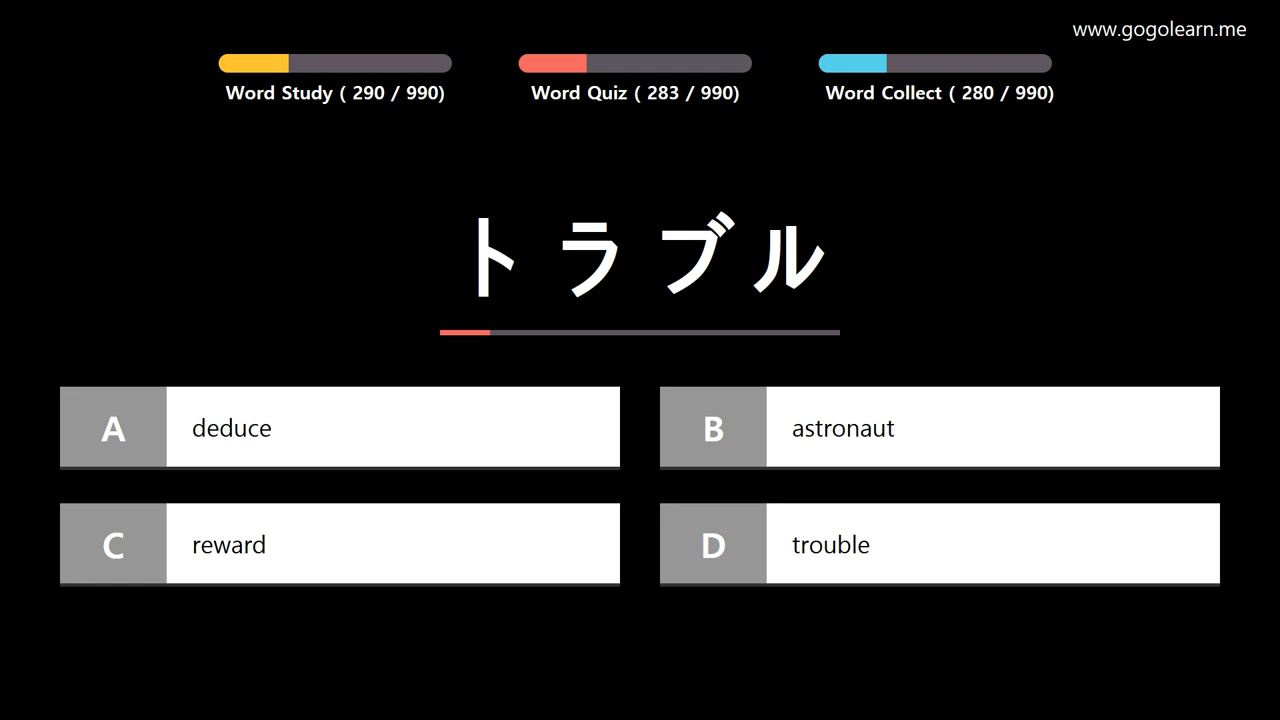 www.gogolearn.me
Word Study ( 290 / 990)
Word Quiz ( 283 / 990)
Word Collect ( 280 / 990)
トラブル
A deduce
B astronaut
C reward
D trouble